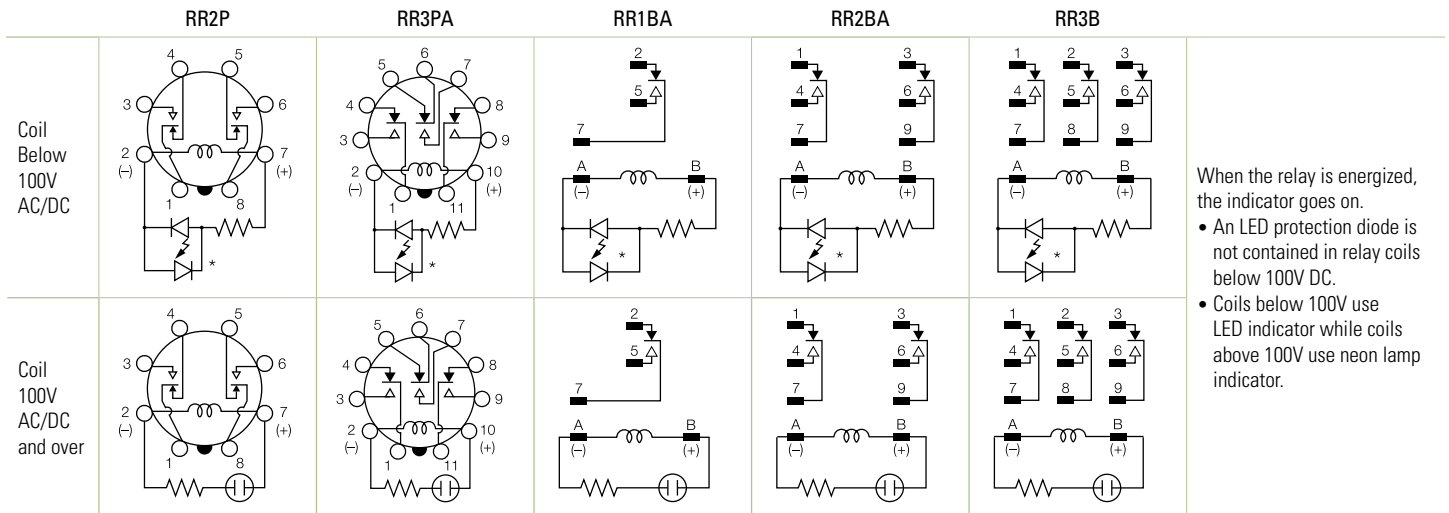 RR2P RR3PA RR1BA RR2BA RR3B
Coil
Below
100V
AC/DC
4 5
3 6
2 7
(–) (+)
1 8
*
6
5 7
4 8
3 9
2 10
(–) (+)
1 11
*
2
5
7
A B
(–) (+)
*
1 3
4 6
7 9
A B
(–) (+)
*
1 2 3
4 5 6
7 8 9
A B
(–) (+)
*
When the relay is energized,
the indicator goes on.
• An LED protection diode is
not contained in relay coils
below 100V DC.
• Coils below 100V use
LED indicator while coils
above 100V use neon lamp
indicator.
Coil
100V
AC/DC
and over
4 5
3 6
2 7
(–) (+)
1 8
6
5 7
4 8
3 9
2 10
(–) (+)
1 11
2
5
7
A B
(–) (+)
1 3
4 6
7 9
A B
(–) (+)
1 2 3
4 5 6
7 8 9
A B
(–) (+)